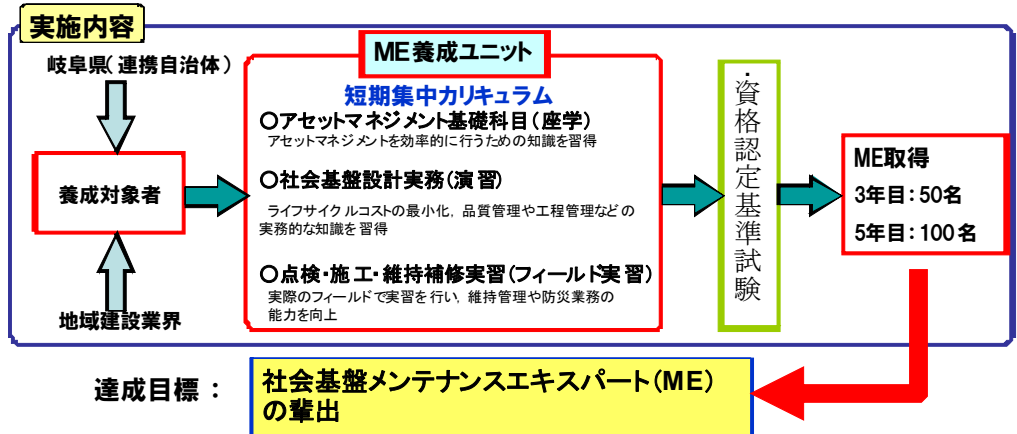 実施内容
岐阜県(連携自治体)
養成対象者
地域建設業界
ME養成ユニット
短期集中カリキュラム
○アセットマネジメント基礎科目(座学)
アセットマネジメントを効率的に行うための知識を習得
○社会基盤設計実務(演習)
ライフサイクルコストの最小化,品質管理や工程管理などの
実務的な知識を習得
○点検・施工・維持補修実習(フィールド実習)
実際のフィールドで実習を行い,維持管理や防災業務の
能力を向上
・資格認定基準試験
ME取得
3年目:50名
5年目:100名
達成目標:
社会基盤メンテナンスエキスパート(ME)
の輩出